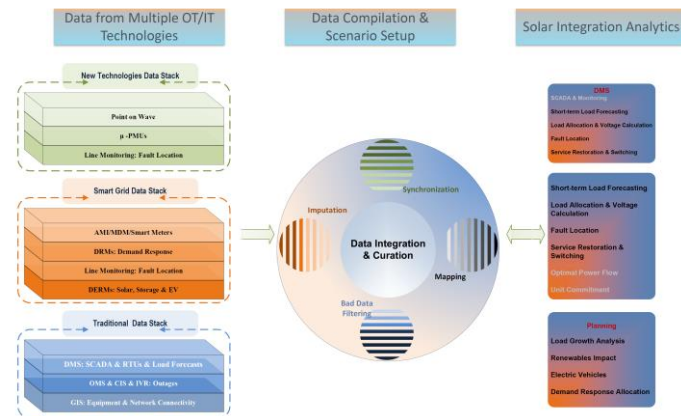 Data from Multiple OT/IT
Technologies
Data Compilation &
Scenario Setup
Solar Integration Analytics
New Technologies Data Stack
Point on Wave
µ -PMUs
Line Monitoring: Fault Location
Smart Grid Data Stack
AMI/MDM/Smart Meters
DRMs: Demand Response
Line Monitoring: Fault Location
DERMs: Solar, Storage & EV
Traditional Data Stack
DMS: SCADA & RTUs & Load Forecasts
OMS & CIS & IVR: Outages
GIS: Equipment & Network Connectivity
Synchronization
Imputation
Data Integration
& Curation
Mapping
Bad Data
Filtering
DMS
SCADA & Monitoring
Short-term Load Forecasting
Load Allocation & Voltage Calculation
Fault Location
Service Restoration & Switching
Short-term Load Forecasting
Load Allocation & Voltage
Calculation
Fault Location
Service Restoration &
Switching
Optimal Power Flow
Unit Commitment
Planning
Load Growth Analysis
Renewables Impact
Electric Vehicles
Demand Response Allocation